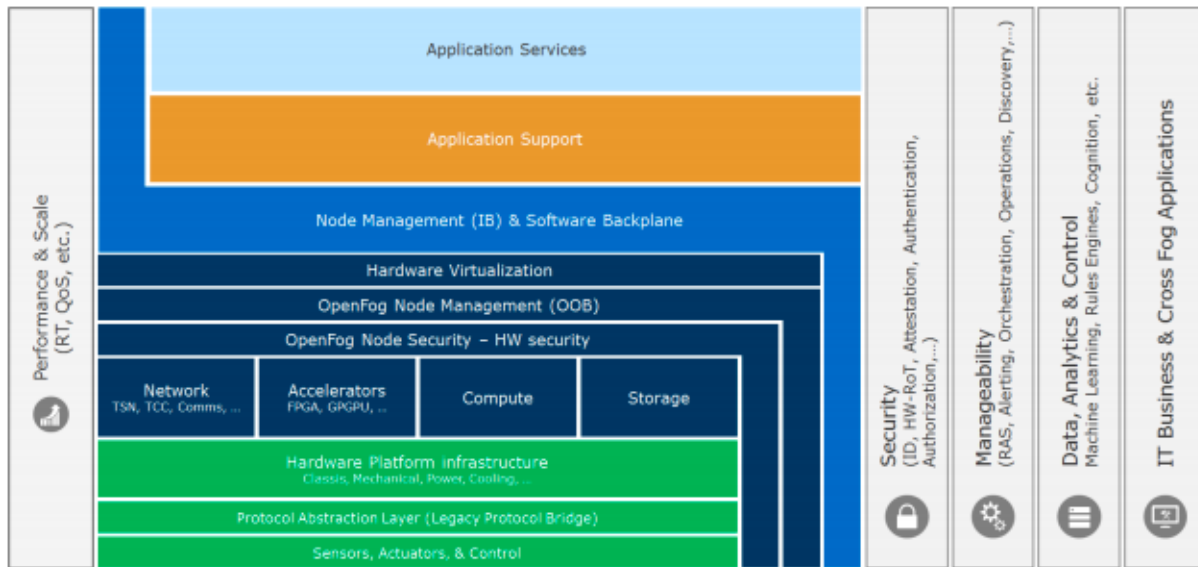 Performance & Scale
(RT, QoS, etc.)
Application Services
Application Support
Node Management (IB) & Software Backplane
Hardware Virtualization
OpenFog Node Management (OOB)
OpenFog Node Security – HW security
Network
TSN, TCC, Comms, ...
Accelerators
FPGA, GPGPU, ...
Compute
Storage
Hardware Platform infrastructure
Classis, Mechanical, Power, Cooling, ...
Protocol Abstraction Layer (Legacy Protocol Bridge)
Sensors, Actuators, & Control
Security
(ID, HW-RoT, Attestation, Authentication,
Authorization,...)
Manageability
(RAS, Alerting, Orchestration, Operations, Discovery,...)
Data, Analytics & Control
Machine Learning, Rules Engines, Cognition, etc.
IT Business & Cross Fog Applications